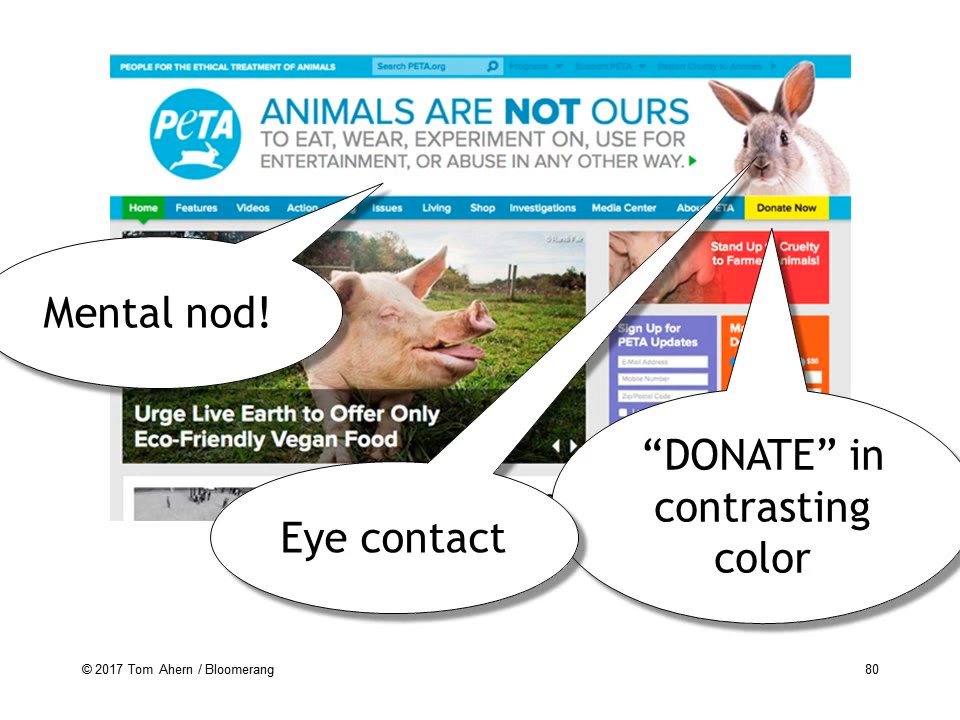 PEOPLE FOR THE ETHICAL TREATMENT OF ANIMALS
Search PETA.org
Programs
Support PETA
Report Cruelty to Animals
PeTA
ANIMALS ARE NOT OURS
TO EAT, WEAR, EXPERIMENT ON, USE FOR
ENTERTAINMENT, OR ABUSE IN ANY OTHER WAY.
Home Features Videos Action Issues Living Shop Investigations Media Center About PETA Donate Now
Stand Up Cruelty
to Farmed Animals!
Mental nod!
Sign Up for
PETA Updates
E-Mail Address
Mobile Number
Zip/Postal Code
$50
Urge Live Earth to Offer Only
Eco-Friendly Vegan Food
“DONATE” in
contrasting
color
Eye contact
© 2017 Tom Ahern / Bloomerang
80